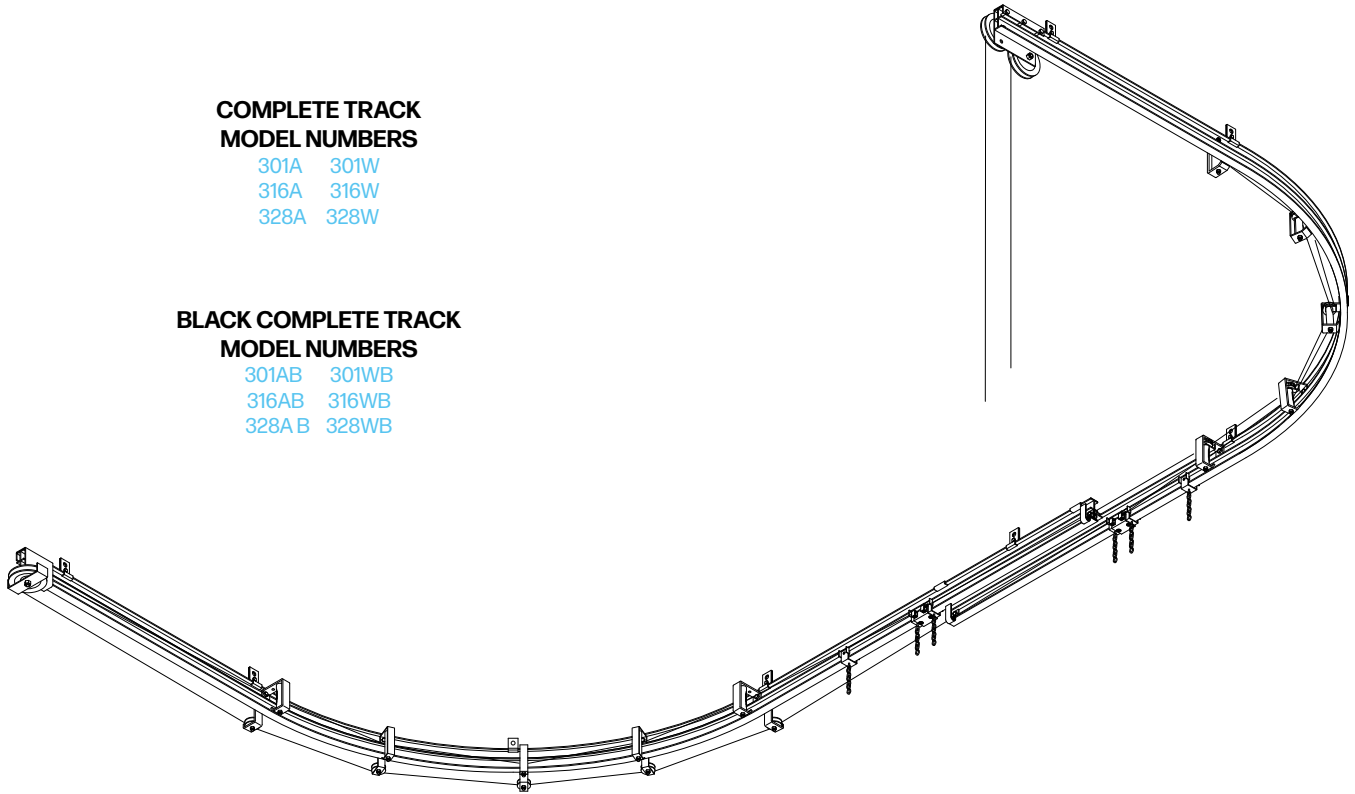 COMPLETE TRACK
MODEL NUMBERS
301A 301W
316A 316W
328A 328W
BLACK COMPLETE TRACK
MODEL NUMBERS
301AB 301WB
316AB 316WB
328A B 328WB